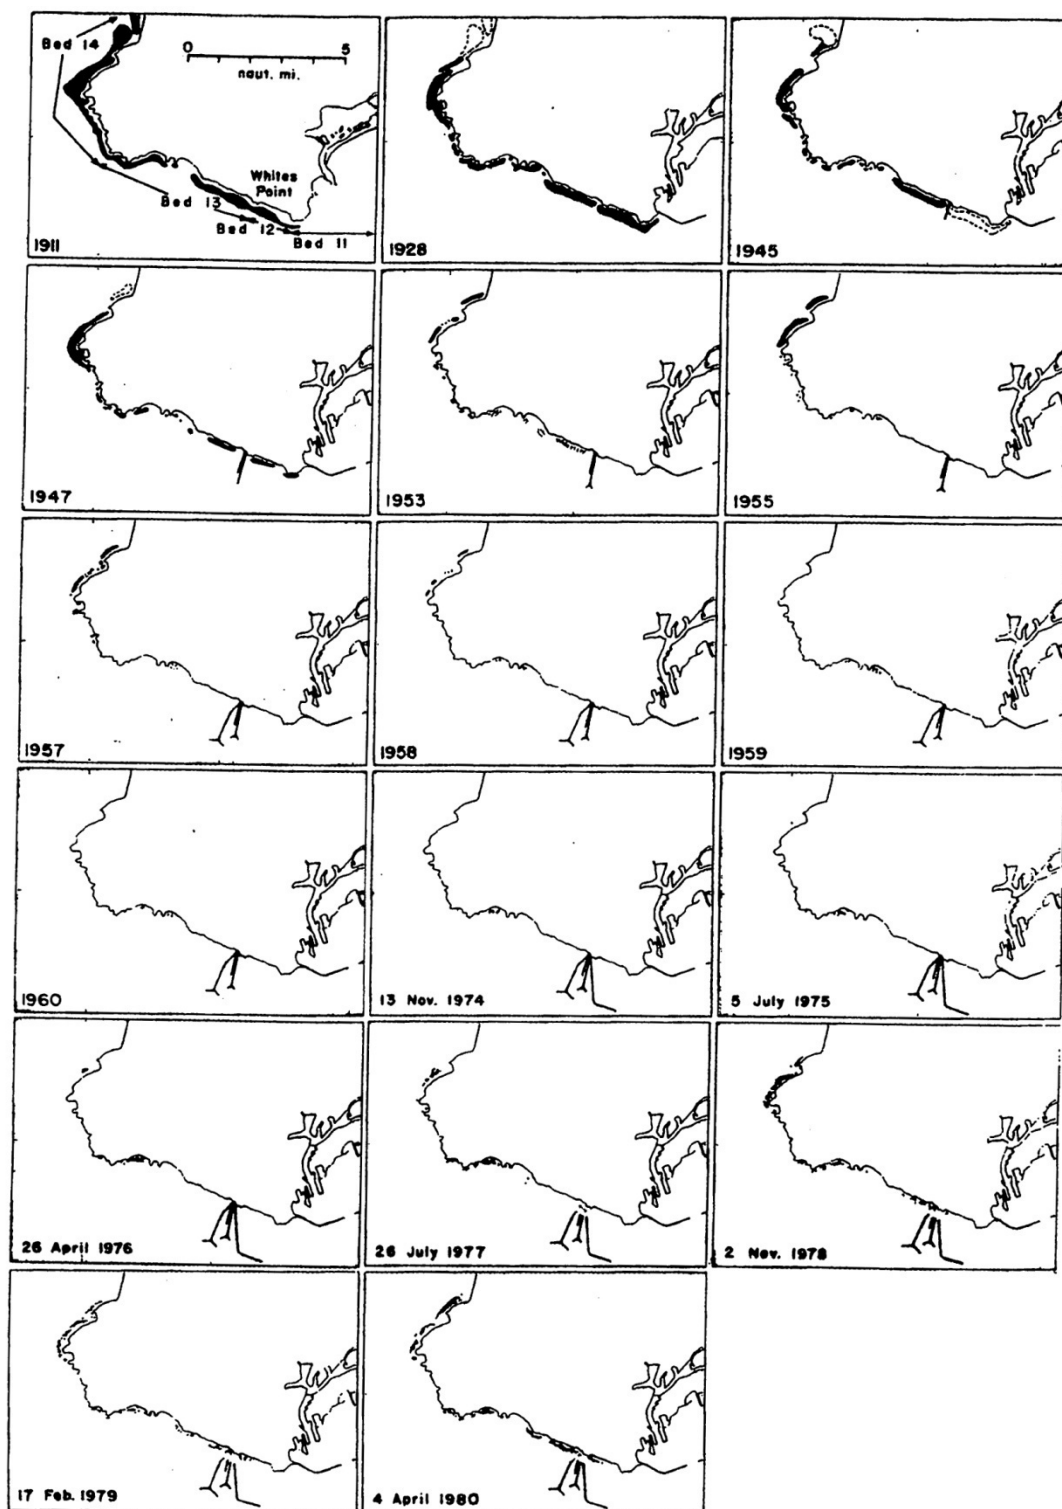 Bed 14
0 5
naut. mi.
Whites
Point
Bed 13
Bed 12
Bed 11
1911
1928
1945
1947
1953
1955
1957
1958
1959
1960
13 Nov. 1974
5 July 1975
26 April 1976
26 July 1977
2 Nov. 1978
17 Feb. 1979
4 April 1980